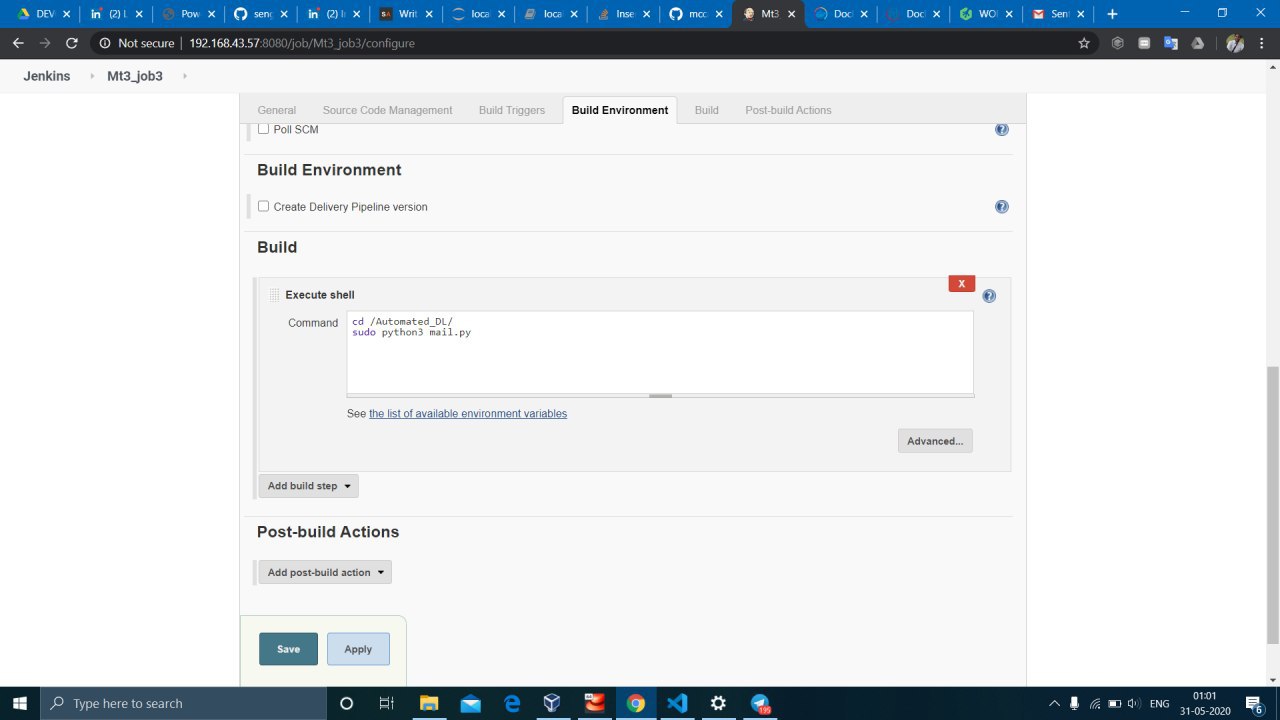 DEV
(2) I
Pow
seng
(2) Ir
Writ
loca
loca
Inse
mcc
Mt3
Docl
Doc
WO
Sent
Not secure
192.168.43.57:8080/job/Mt3_job3/configure
Jenkins
Mt3_job3
General
Source Code Management
Build Triggers
Build Environment
Build
Post-build Actions
Poll SCM
?
Build Environment
Create Delivery Pipeline version
?
Build
X
Execute shell
?
Command
cd /Automated_DL/
sudo python3 mail.py
See the list of available environment variables
Advanced...
Add build step
Post-build Actions
Add post-build action
Save
Apply
Type here to search
195
ENG
01:01
31-05-2020
6